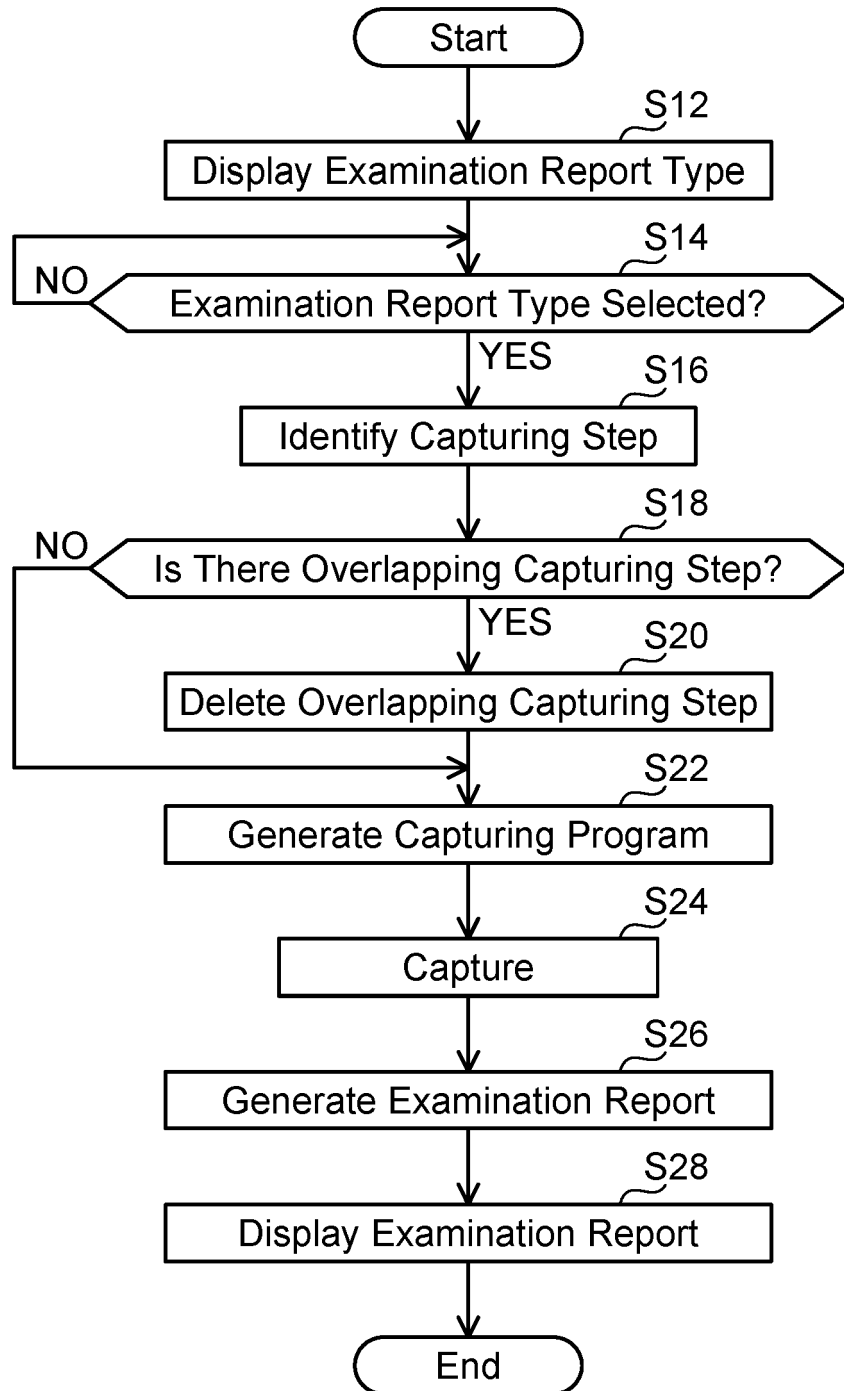 Start
S12
Display Examination Report Type
S14
NO
Examination Report Type Selected?
YES
S16
Identify Capturing Step
S18
NO
Is There Overlapping Capturing Step?
YES
S20
Delete Overlapping Capturing Step
S22
Generate Capturing Program
S24
Capture
S26
Generate Examination Report
S28
Display Examination Report
End